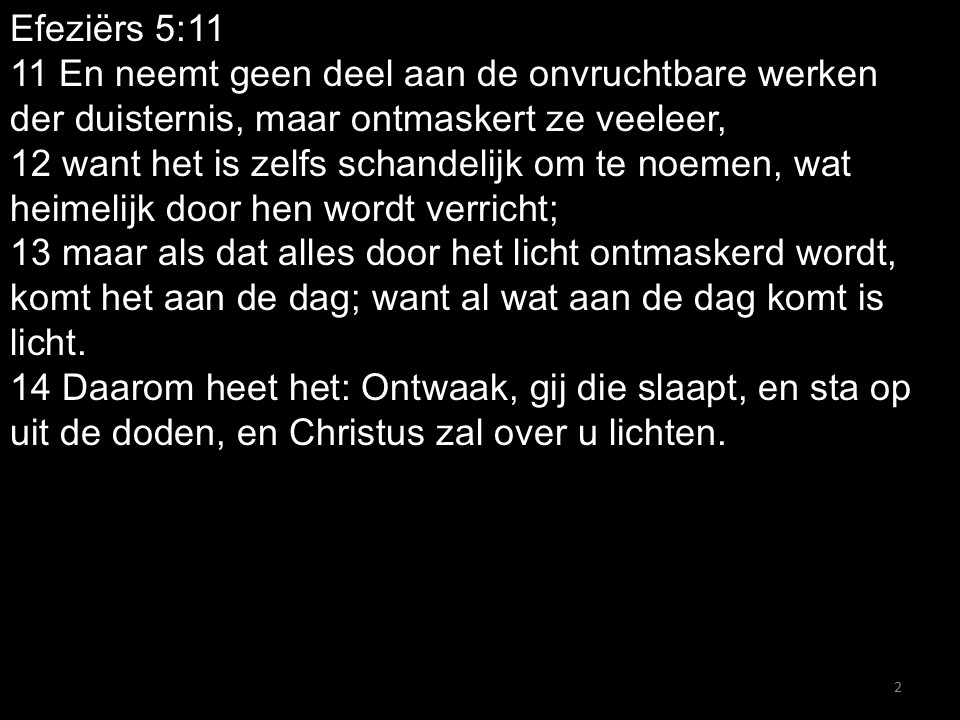 Efeziërs 5:11
11 En neemt geen deel aan de onvruchtbare werken
der duisternis, maar ontmaskert ze veeleer,
12 want het is zelfs schandelijk om te noemen, wat
heimelijk door hen wordt verricht;
13 maar als dat alles door het licht ontmaskerd wordt,
komt het aan de dag; want al wat aan de dag komt is
licht.
14 Daarom heet het: Ontwaak, gij die slaapt, en sta op
uit de doden, en Christus zal over u lichten.
2